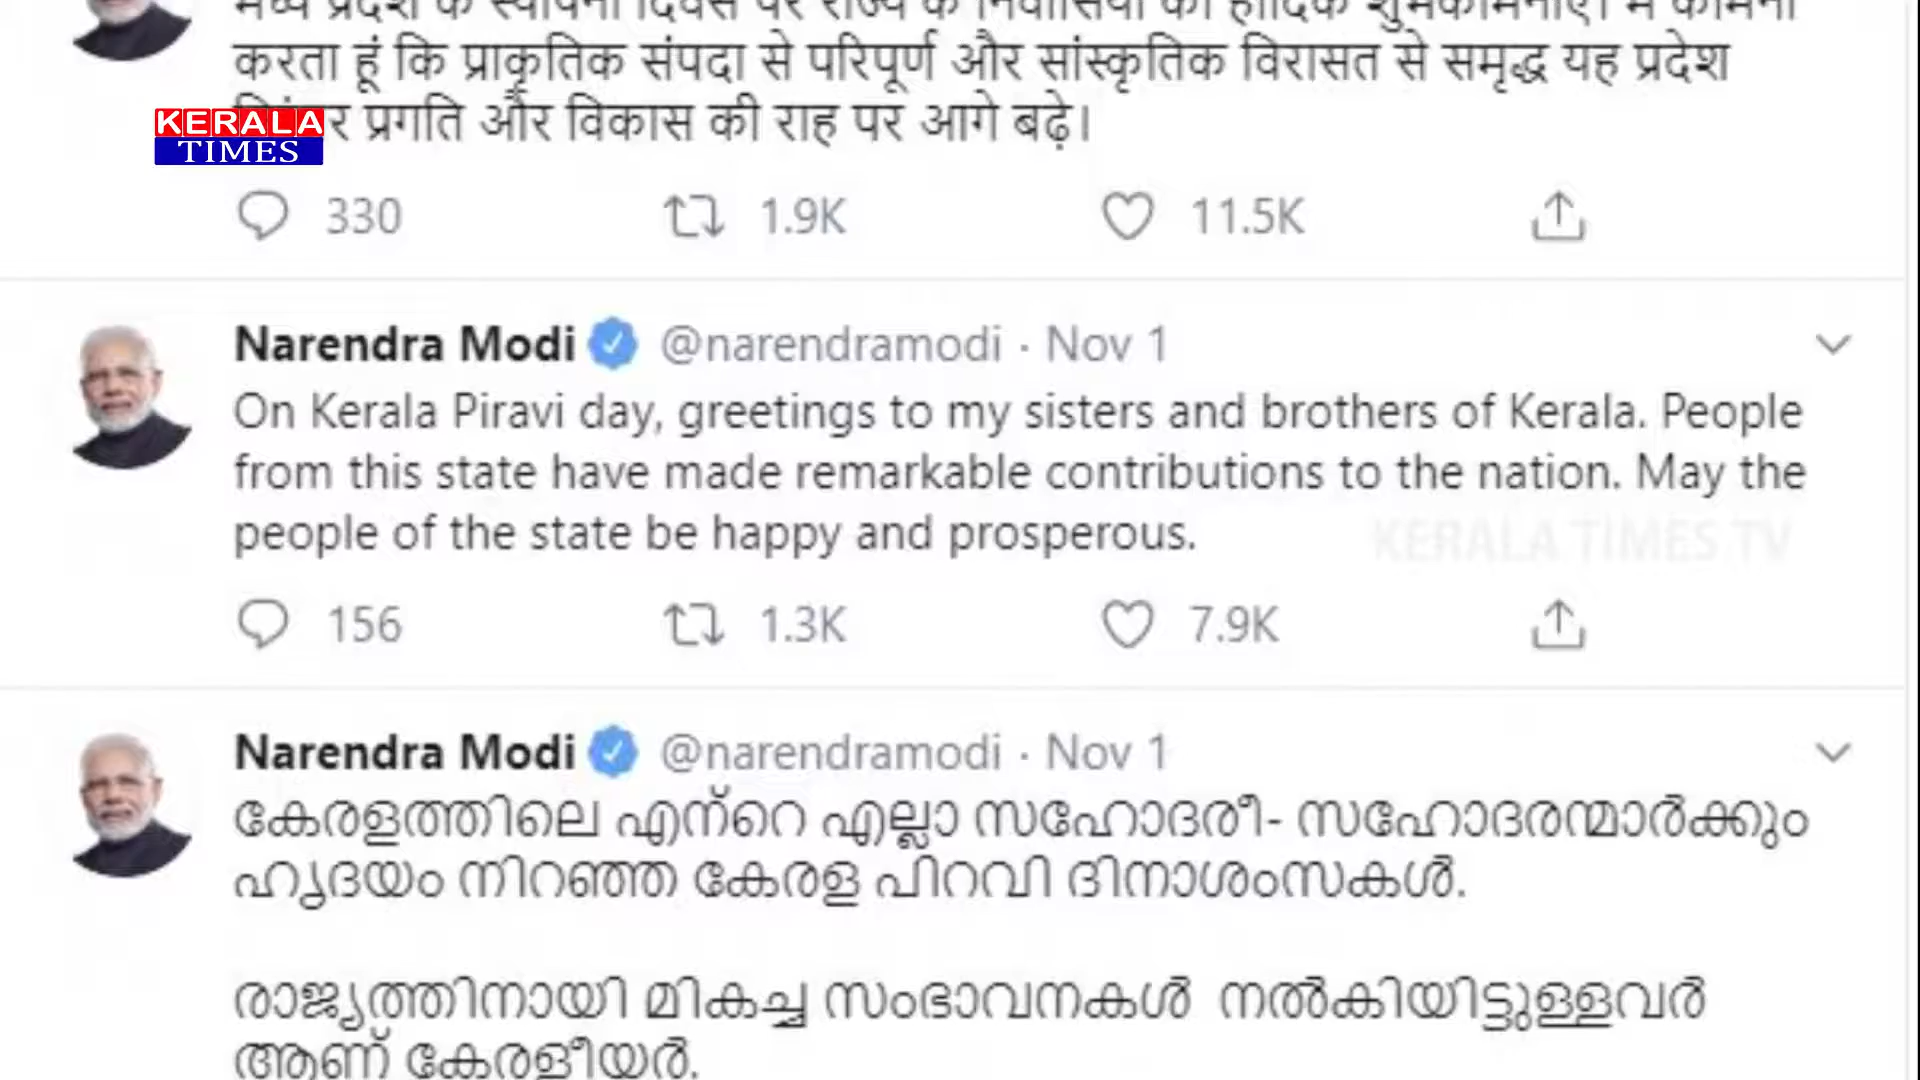 मध्य प्रदेश के स्थापना दिवस पर राज्य के निवासियों को हार्दिक शुभकामनाएं। मैं कामना
करता हूं कि प्राकृतिक संपदा से परिपूर्ण और सांस्कृतिक विरासत से समृद्ध यह प्रदेश
प्रगति और विकास की राह पर आगे बढ़े।
KERALA
TIMES
330 1.9K 11.5K
Narendra Modi @narendramodi · Nov 1
On Kerala Piravi day, greetings to my sisters and brothers of Kerala. People
from this state have made remarkable contributions to the nation. May the
people of the state be happy and prosperous.
KERALA TIMES TV
156 1.3K 7.9K
Narendra Modi @narendramodi · Nov 1
കേരളത്തിലെ എന്റെ എല്ലാ സഹോദരീ- സഹോദരന്മാർക്കും
ഹൃദയം നിറഞ്ഞ കേരള പിറവി ദിനാശംസകൾ.
രാജ്യത്തിനായി മികച്ച സംഭാവനകൾ നൽകിയിട്ടുള്ളവർ
ആണ് കേരളീയർ.